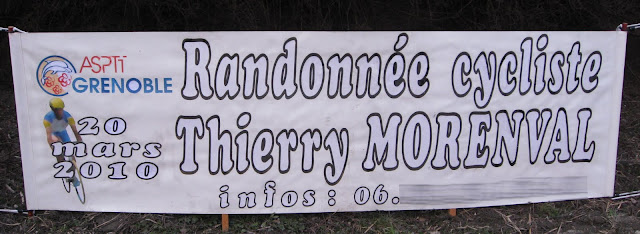 ASPTT
GRENOBLE
Randonnée cycliste
Thierry MORENVAL
20
mars
2010
infos : 06.